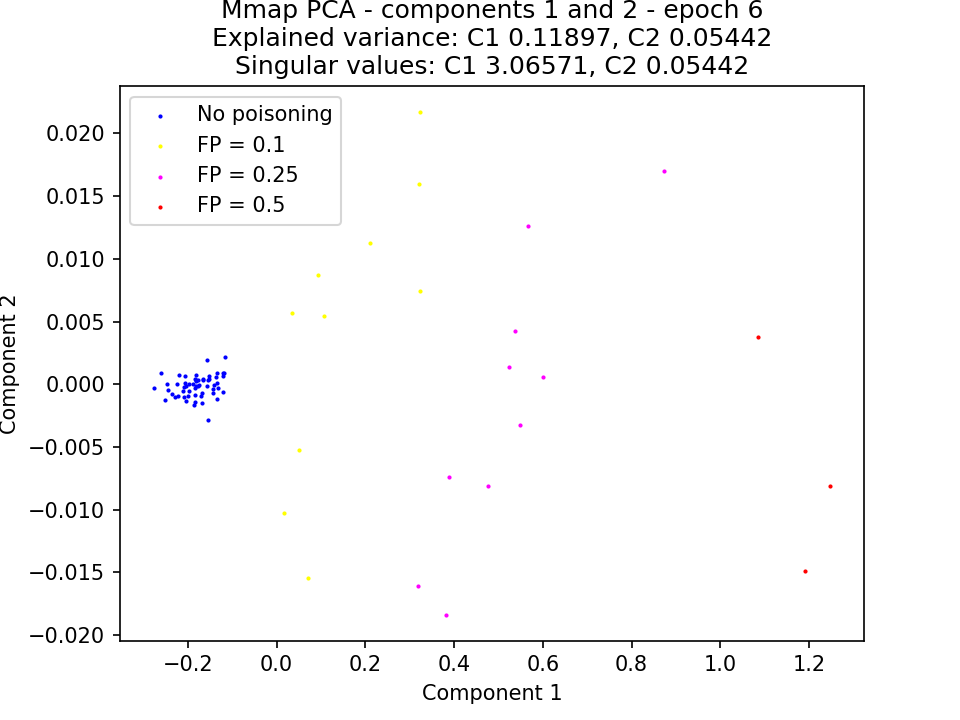 Mmap PCA - components 1 and 2 - epoch 6
Explained variance: C1 0.11897, C2 0.05442
Singular values: C1 3.06571, C2 0.05442
No poisoning
FP = 0.1
FP = 0.25
FP = 0.5
0.020
0.015
0.010
0.005
0.000
−0.005
−0.010
−0.015
−0.020
Component 2
−0.2
0.0
0.2
0.4
0.6
0.8
1.0
1.2
Component 1